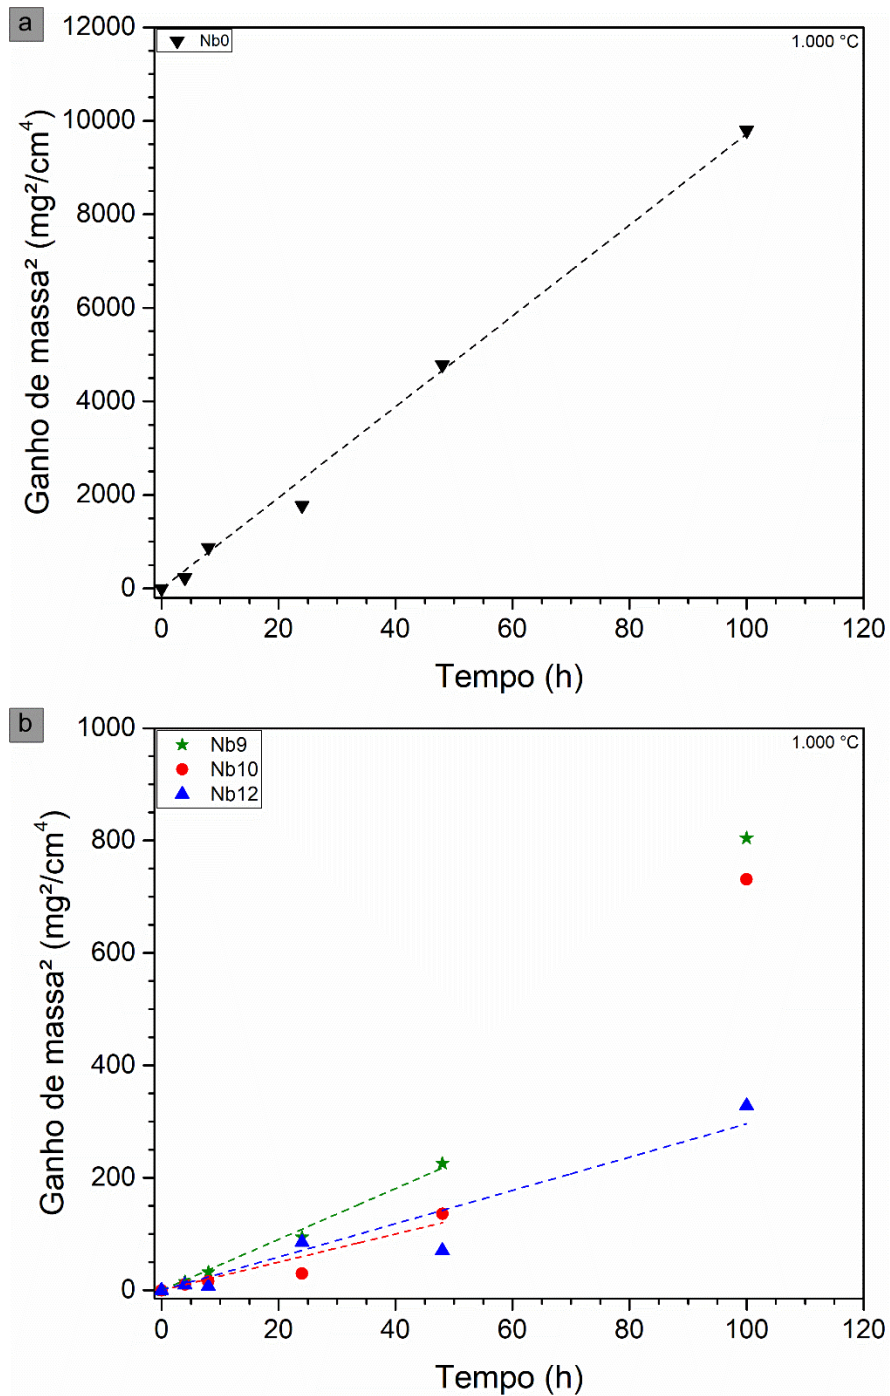 a
Nb0
1.000 °C
12000
10000
8000
6000
4000
2000
0
Ganho de massa² (mg²/cm⁴)
0 20 40 60 80 100 120
Tempo (h)
b
Nb9
Nb10
Nb12
1.000 °C
1000
800
600
400
200
0
Ganho de massa² (mg²/cm⁴)
0 20 40 60 80 100 120
Tempo (h)